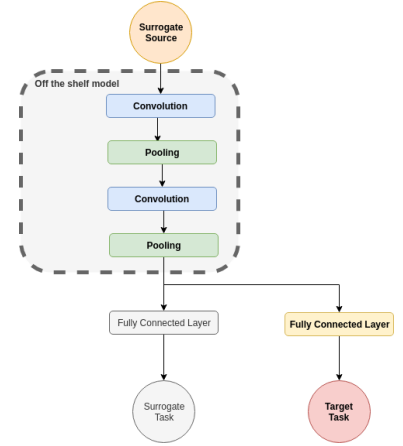 Surrogate
Source
Off the shelf model
Convolution
Pooling
Convolution
Pooling
Fully Connected Layer
Fully Connected Layer
Surrogate
Task
Target
Task